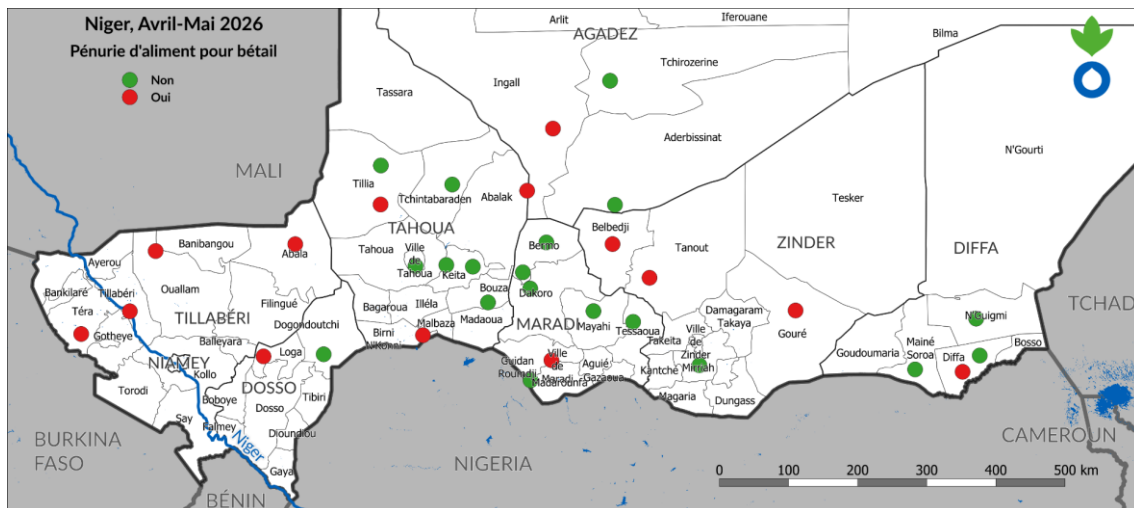 Niger, Avril-Mai 2026
Pénurie d'aliment pour bétail
Non
Oui
Arlit
Iferouane
AGADEZ
Bilma
Tchirozerine
Ingall
Tassara
Aderbissinat
MALI
N'Gourti
Tillia
Tchintabaraden
Abalak
Tesker
TAHOUA
Belbedji
Banibangou
Abala
Tahoua
Ville
de
Tahoua
Keita
Bermo
Tanout
ZINDER
DIFFA
Ayerou
Ouallam
Bankilaré
Tillabéri
Téra
Filingué
Bouza
Dakoro
TCHAD
Gotheye
TILLABÉRI
Dogondoutchi
Bagaroua
Illéla
Madaoua
Malbaza
Birni
N'Konni
MARADI
Mayahi
Tessaoua
Damagaram
Takaya
Gouré
N'Guigmi
Balleyara
NIAMEY
Kollo
Loga
Takeita
Ville
de
Zinder
Mirriah
Goudoumaria
Mainé
Soroa
Diffa
Bosso
Torodi
DOSSO
Boboye
Tibiri
Guidan
Roumdji
Ville
de
Maradi
Madarounfa
Aguié
Gazaoua
Kantché
Magaria
Dungass
Say
Falmey
Dosso
Dioundiou
Niger
Gaya
BURKINA
FASO
BÉNIN
NIGERIA
CAMEROUN
0 100 200 300 400 500 km